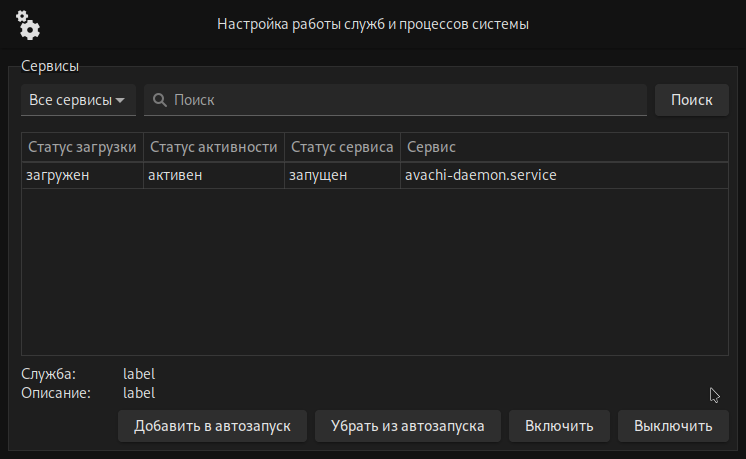 Настройка работы служб и процессов системы
Сервисы
Все сервисы Поиск Поиск
Статус загрузки Статус активности Статус сервиса Сервис
загружен активен запущен avachi-daemon.service
Служба: label
Описание: label
Добавить в автозапуск Убрать из автозапуска Включить Выключить